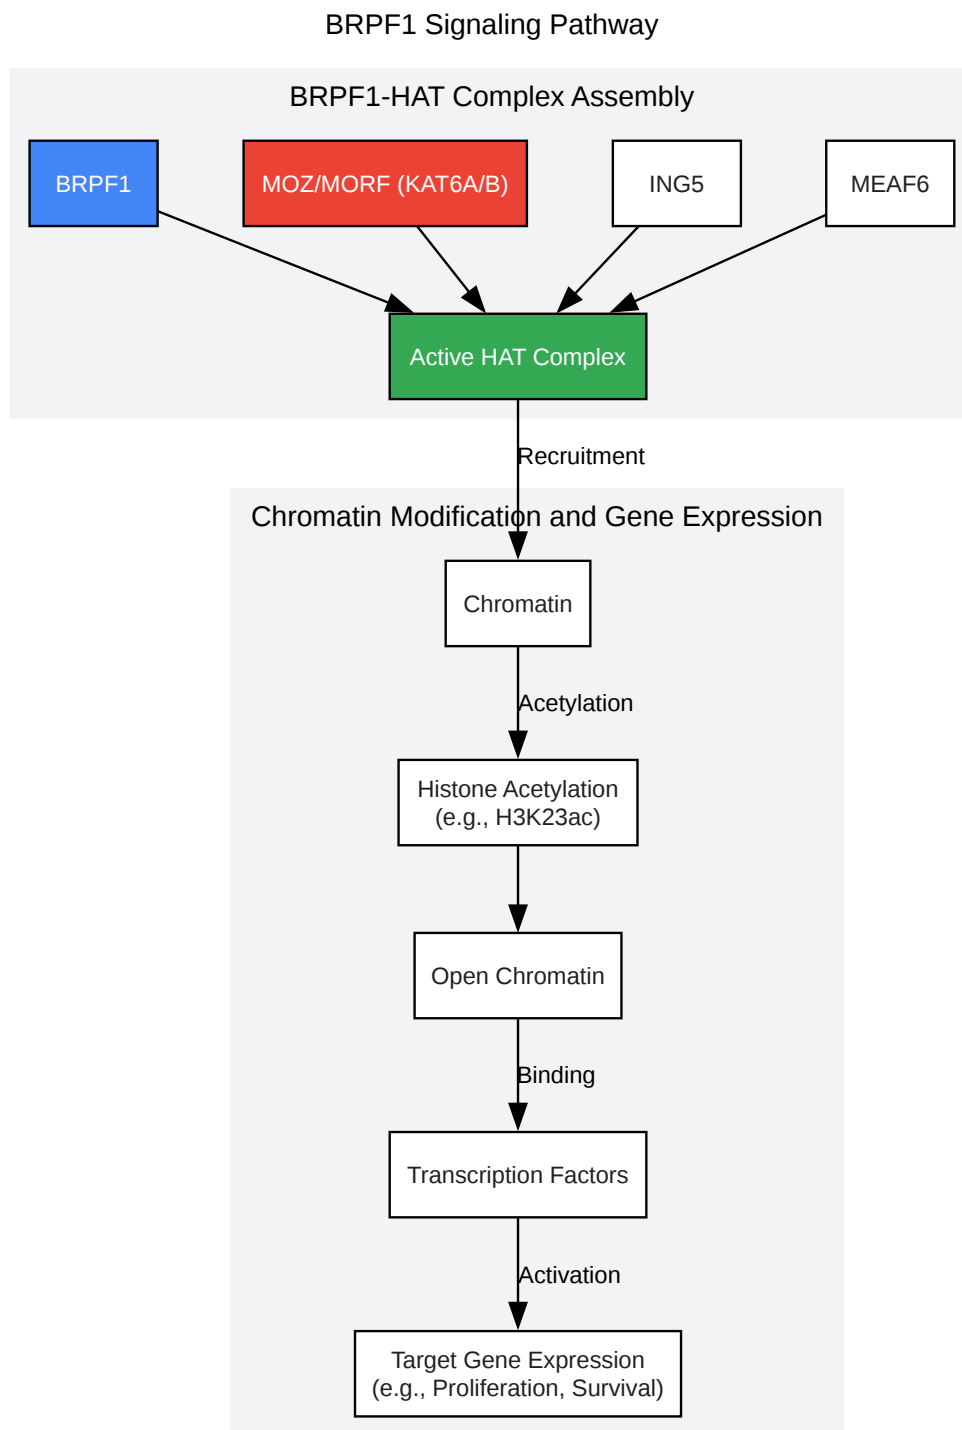 BRPF1 Signaling Pathway
BRPF1-HAT Complex Assembly
BRPF1
MOZ/MORF (KAT6A/B)
ING5
MEAF6
Active HAT Complex
Recruitment
Chromatin Modification and Gene Expression
Chromatin
Acetylation
Histone Acetylation
(e.g., H3K23ac)
Open Chromatin
Binding
Transcription Factors
Activation
Target Gene Expression
(e.g., Proliferation, Survival)